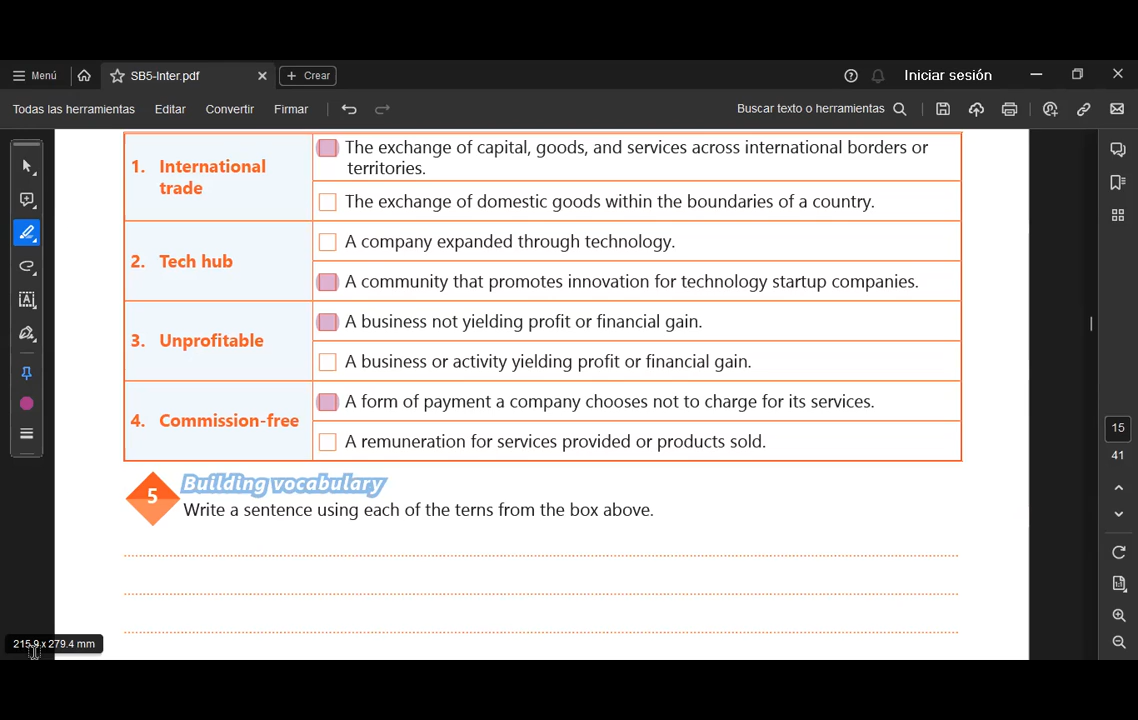 Menú
SB5-Inter.pdf
Crear
Iniciar sesión
Todas las herramientas
Editar
Convertir
Firmar
Buscar texto o herramientas
1. International trade
The exchange of capital, goods, and services across international borders or
territories.
The exchange of domestic goods within the boundaries of a country.
2. Tech hub
A company expanded through technology.
A community that promotes innovation for technology startup companies.
3. Unprofitable
A business not yielding profit or financial gain.
A business or activity yielding profit or financial gain.
4. Commission-free
A form of payment a company chooses not to charge for its services.
A remuneration for services provided or products sold.
15
41
5
Building vocabulary
Write a sentence using each of the terns from the box above.
215.9 x 279.4 mm